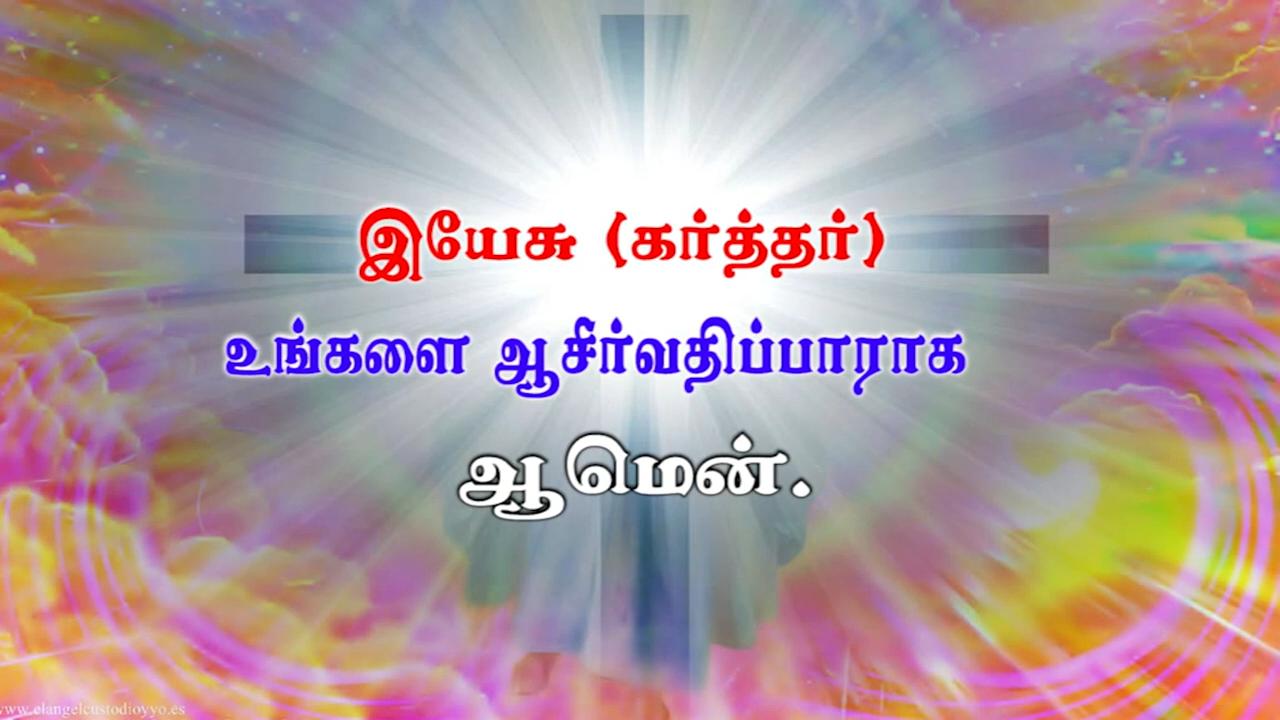 இயேசு (கர்த்தர்)
உங்களை ஆசிர்வதிப்பாராக
ஆமென்.
www.elangelcustodioyyo.es